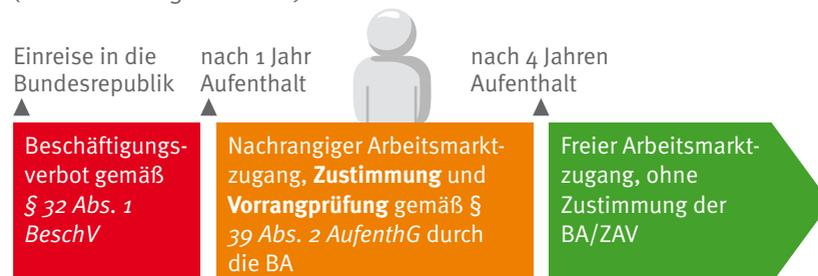 Einreise in die
Bundesrepublik
nach 1 Jahr
Aufenthalt
nach 4 Jahren
Aufenthalt
Beschäftigungs-
verbot gemäß
§ 32 Abs. 1
BeschV
Nachrangiger Arbeitsmarkt-
zugang, Zustimmung und
Vorrangprüfung gemäß §
39 Abs. 2 AufenthG durch
die BA
Freier Arbeitsmarkt-
zugang, ohne
Zustimmung der
BA/ZAV